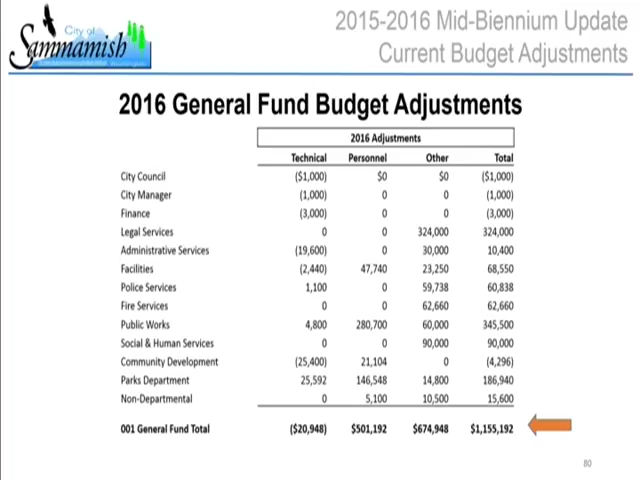 City of
Sammamish
2015-2016 Mid-Biennium Update
Current Budget Adjustments
2016 General Fund Budget Adjustments
2016 Adjustments
Technical Personnel Other Total
City Council ($1,000) $0 $0 ($1,000)
City Manager (1,000) 0 0 (1,000)
Finance (3,000) 0 0 (3,000)
Legal Services 0 0 324,000 324,000
Administrative Services (19,600) 0 30,000 10,400
Facilities (2,440) 47,740 23,250 68,550
Police Services 1,100 0 59,738 60,838
Fire Services 0 0 62,660 62,660
Public Works 4,800 280,700 60,000 345,500
Social & Human Services 0 0 90,000 90,000
Community Development (25,400) 21,104 0 (4,296)
Parks Department 25,592 146,548 14,800 186,940
Non-Departmental 0 5,100 10,500 15,600
001 General Fund Total ($20,948) $501,192 $674,948 $1,155,192
80